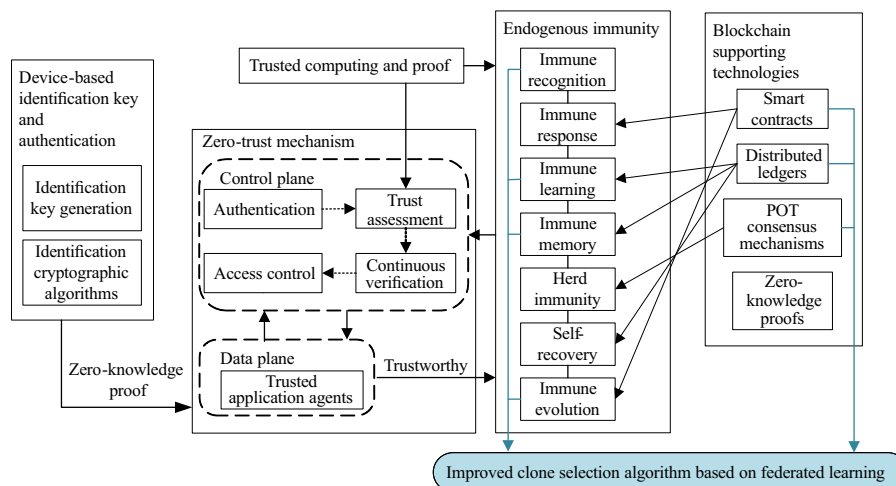 Device-based
identification key
and
authentication
Identification
key generation
Identification
cryptographic
algorithms
Zero-knowledge
proof
Trusted computing and proof
Zero-trust mechanism
Control plane
Authentication
Trust
assessment
Access control
Continuous
verification
Data plane
Trusted
application agents
Trustworthy
Endogenous immunity
Immune
recognition
Immune
response
Immune
learning
Immune
memory
Herd
immunity
Self-
recovery
Immune
evolution
Blockchain
supporting
technologies
Smart
contracts
Distributed
ledgers
POT
consensus
mechanisms
Zero-
knowledge
proofs
Improved clone selection algorithm based on federated learning